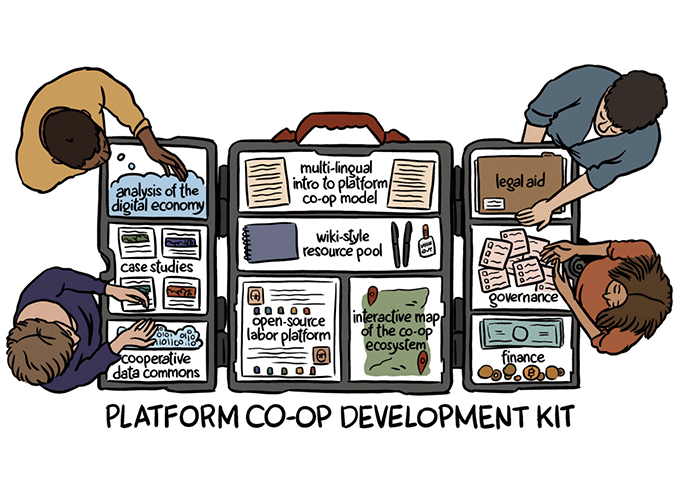 analysis of the
digital economy
case studies
cooperative
data commons
multi-lingual
intro to platform
co-op model
wiki-style
resource pool
open-source
labor platform
interactive map
of the co-op
ecosystem
legal aid
governance
finance
PLATFORM CO-OP DEVELOPMENT KIT